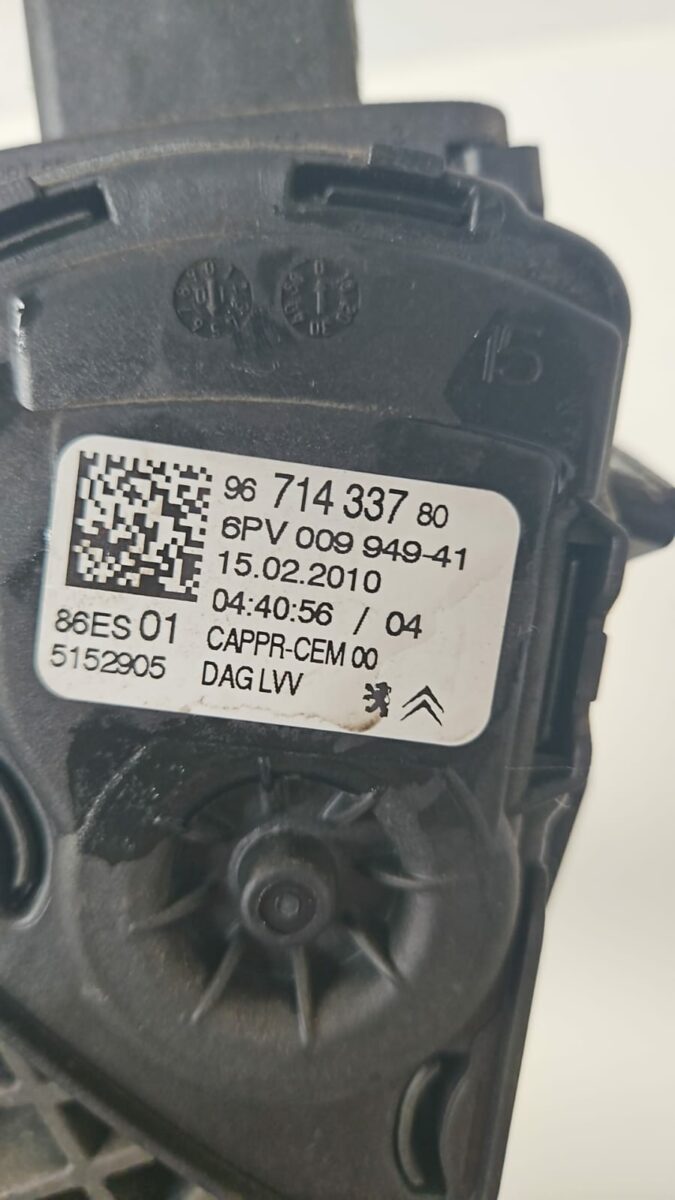 15
96 714 337 80
6PV 009 949-41
15.02.2010
04:40:56 / 04
86ES 01
CAPPR-CEM 00
5152905
DAG LVV